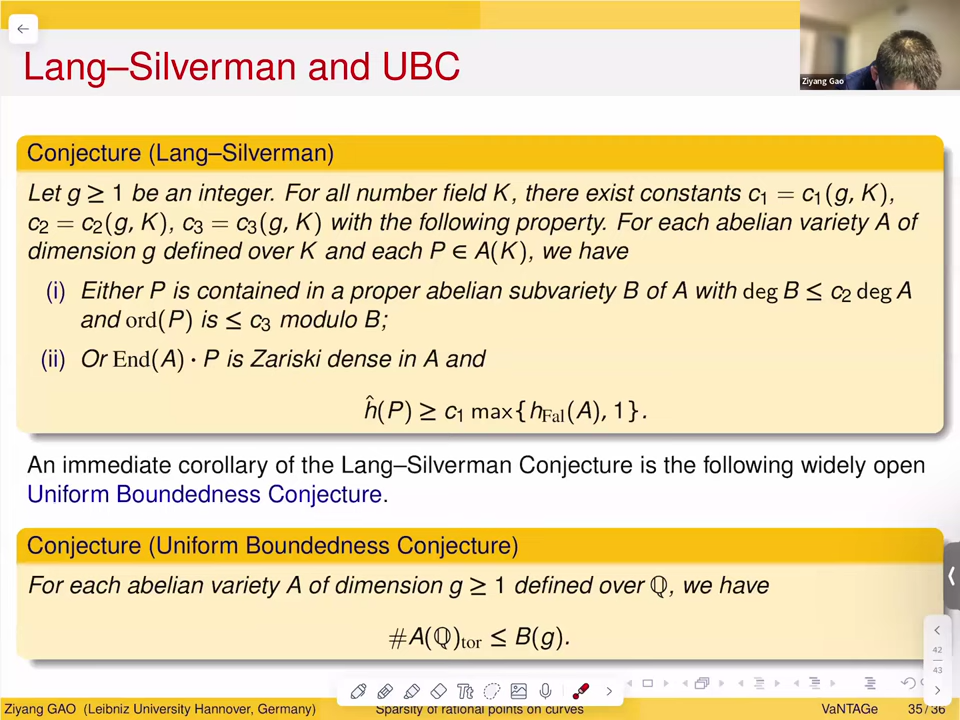 Ziyang Gao
Lang–Silverman and UBC
Conjecture (Lang–Silverman)
Let g ≥ 1 be an integer. For all number field K, there exist constants c₁ = c₁(g, K),
c₂ = c₂(g, K), c₃ = c₃(g, K) with the following property. For each abelian variety A of
dimension g defined over K and each P ∈ A(K), we have
(i) Either P is contained in a proper abelian subvariety B of A with deg B ≤ c₂ deg A
and ord(P) is ≤ c₃ modulo B;
(ii) Or End(A) · P is Zariski dense in A and
ĥ(P) ≥ c₁ max{h_Fal(A), 1}.
An immediate corollary of the Lang–Silverman Conjecture is the following widely open
Uniform Boundedness Conjecture.
Conjecture (Uniform Boundedness Conjecture)
For each abelian variety A of dimension g ≥ 1 defined over ℚ, we have
#A(ℚ)_tor ≤ B(g).
42
43
Tt
Ziyang GAO (Leibniz University Hannover, Germany) Sparsity of rational points on curves VaNTAGe 35 / 36